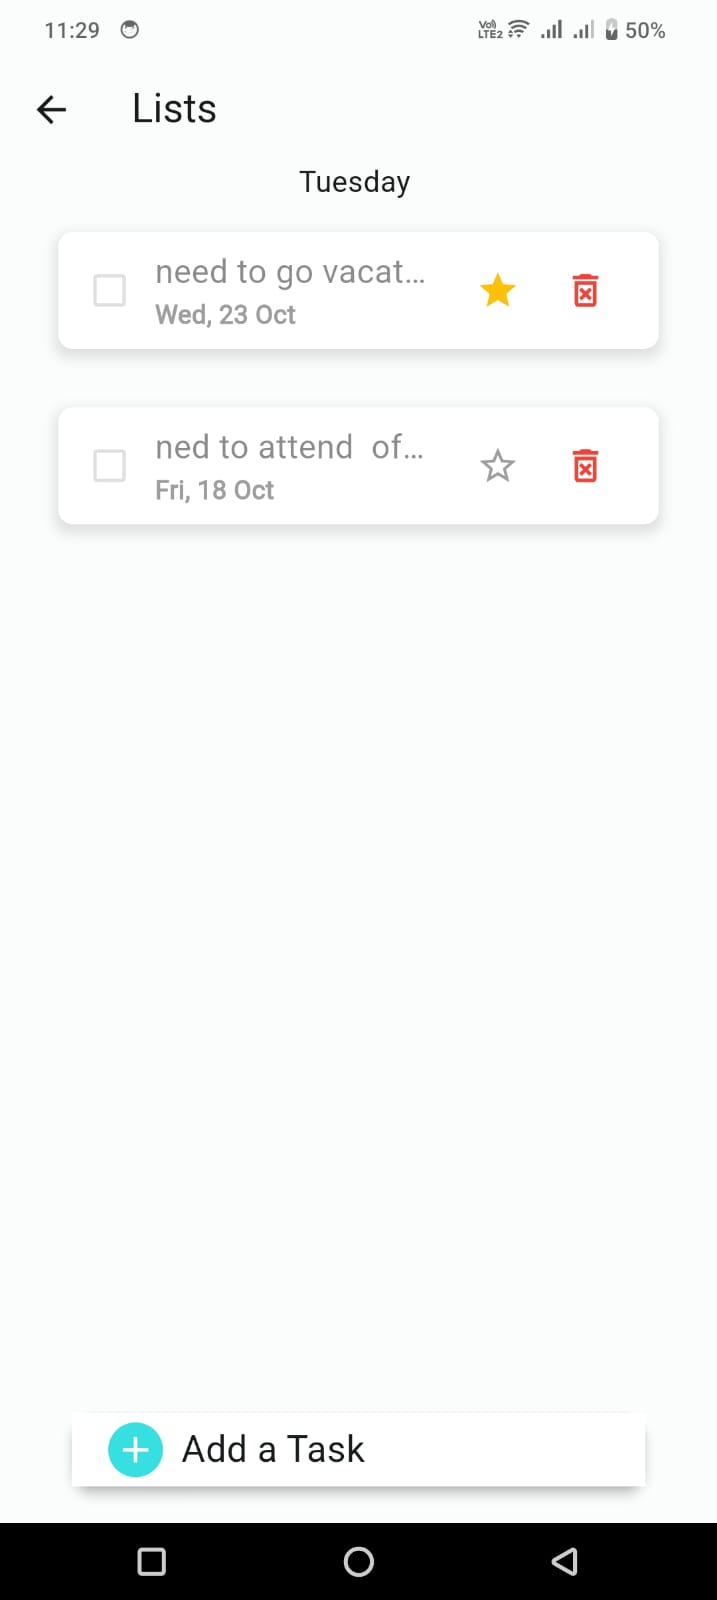 11:29 Vo) LTE2 50%
Lists
Tuesday
need to go vacat...
Wed, 23 Oct
ned to attend  of...
Fri, 18 Oct
Add a Task